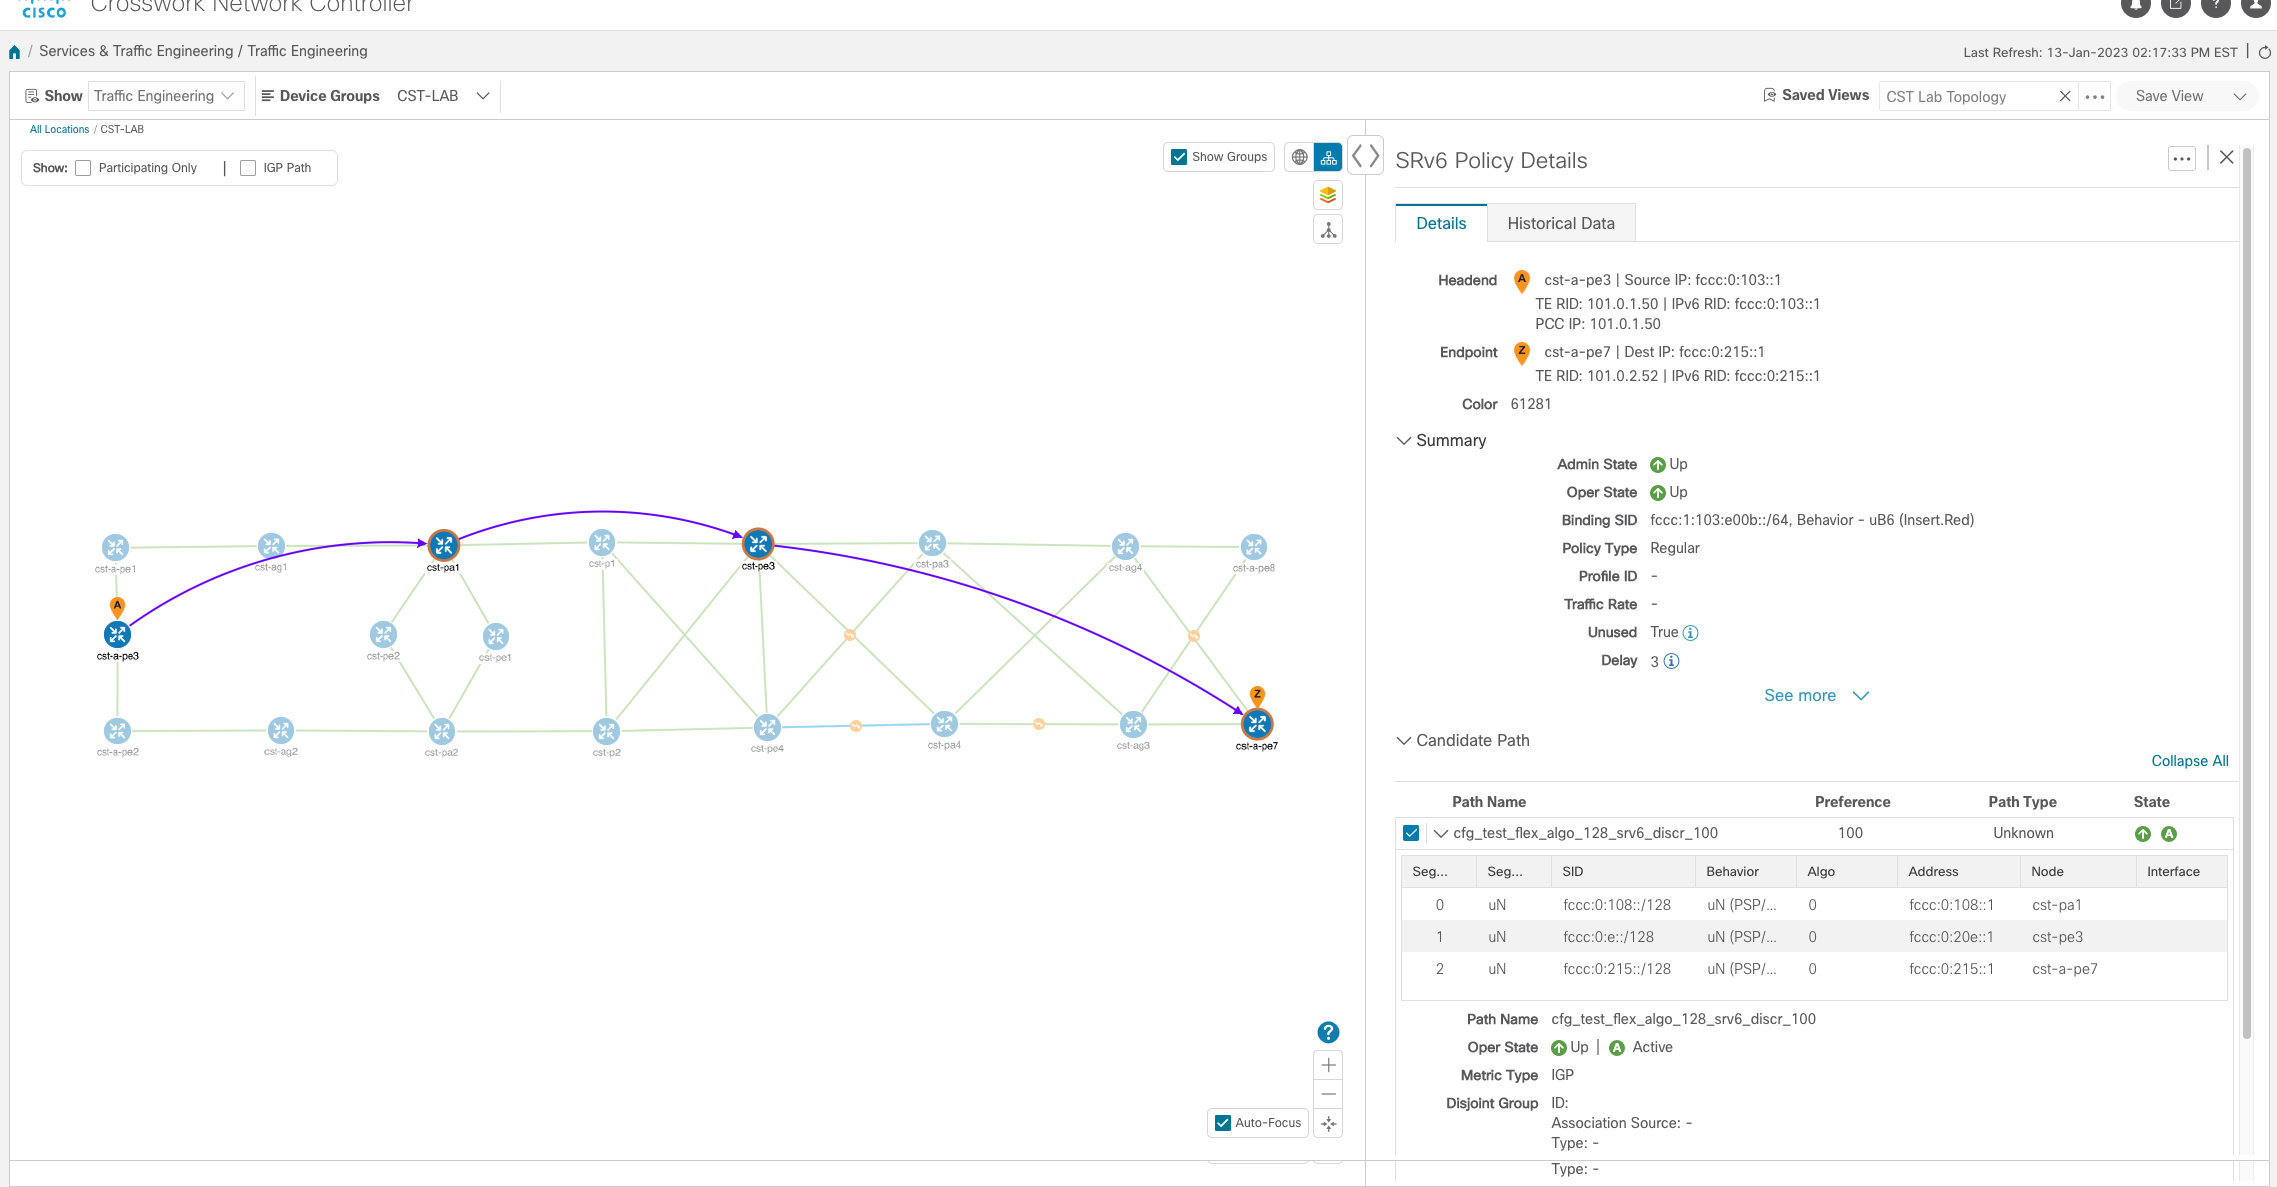 CISCO Crosswork Network Controller
/ Services & Traffic Engineering / Traffic Engineering
Last Refresh: 13-Jan-2023 02:17:33 PM EST |
Show Traffic Engineering
Device Groups CST-LAB
Saved Views CST Lab Topology
Save View
All Locations / CST-LAB
Show: Participating Only | IGP Path
Show Groups
cst-a-pe1
cst-ag1
cst-pa1
cst-p1
cst-pe3
cst-pa3
cst-ag4
cst-a-pe8
A
cst-a-pe3
cst-pe2
cst-pe1
Z
cst-a-pe7
cst-a-pe2
cst-ag2
cst-pa2
cst-p2
cst-pe4
cst-pa4
cst-ag3
?
Auto-Focus
SRv6 Policy Details
Details
Historical Data
Headend A cst-a-pe3 | Source IP: fccc:0:103::1
TE RID: 101.0.1.50 | IPv6 RID: fccc:0:103::1
PCC IP: 101.0.1.50
Endpoint Z cst-a-pe7 | Dest IP: fccc:0:215::1
TE RID: 101.0.2.52 | IPv6 RID: fccc:0:215::1
Color 61281
Summary
Admin State Up
Oper State Up
Binding SID fccc:1:103:e00b::/64, Behavior - uB6 (Insert.Red)
Policy Type Regular
Profile ID -
Traffic Rate -
Unused True
Delay 3
See more
Candidate Path
Collapse All
Path Name Preference Path Type State
cfg_test_flex_algo_128_srv6_discr_100 100 Unknown A
Seg... Seg... SID Behavior Algo Address Node Interface
0 uN fccc:0:108::/128 uN (PSP/... 0 fccc:0:108::1 cst-pa1
1 uN fccc:0:e::/128 uN (PSP/... 0 fccc:0:20e::1 cst-pe3
2 uN fccc:0:215::/128 uN (PSP/... 0 fccc:0:215::1 cst-a-pe7
Path Name cfg_test_flex_algo_128_srv6_discr_100
Oper State Up | A Active
Metric Type IGP
Disjoint Group ID:
Association Source: -
Type: -
Type: -